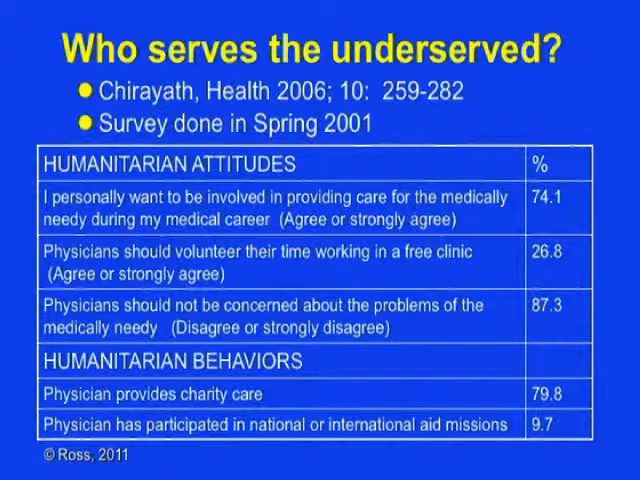 Who serves the underserved?
Chirayath, Health 2006; 10: 259-282
Survey done in Spring 2001
HUMANITARIAN ATTITUDES %
I personally want to be involved in providing care for the medically 74.1
needy during my medical career (Agree or strongly agree)
Physicians should volunteer their time working in a free clinic 26.8
(Agree or strongly agree)
Physicians should not be concerned about the problems of the 87.3
medically needy (Disagree or strongly disagree)
HUMANITARIAN BEHAVIORS
Physician provides charity care 79.8
Physician has participated in national or international aid missions 9.7
© Ross, 2011